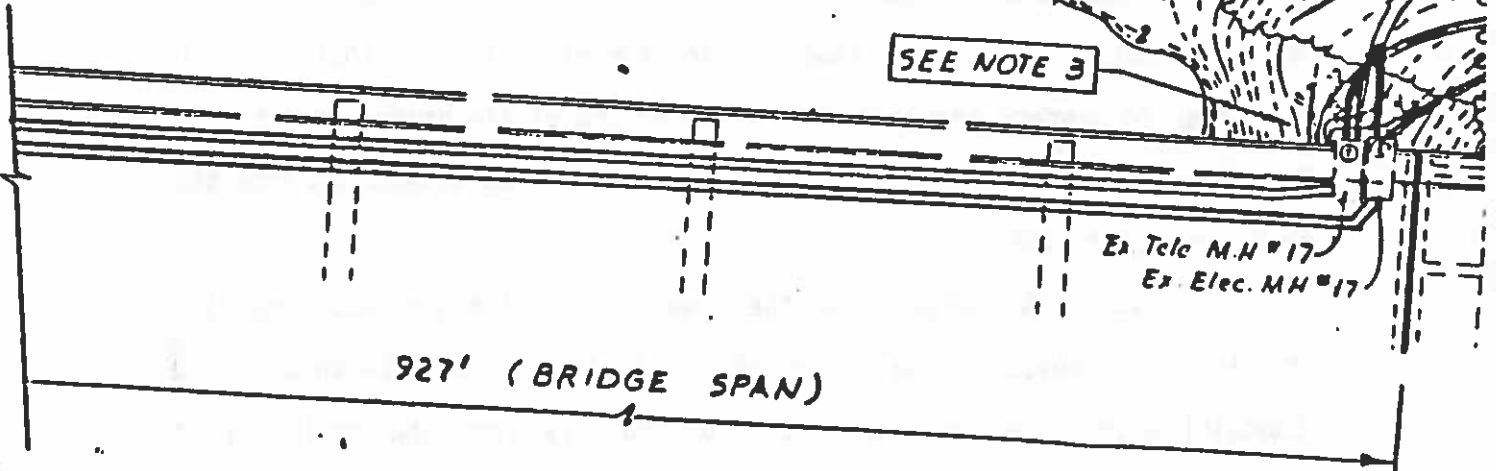 SEE NOTE 3
Ex. Tele M.H #17
Ex. Elec. MH #17
927' (BRIDGE SPAN)